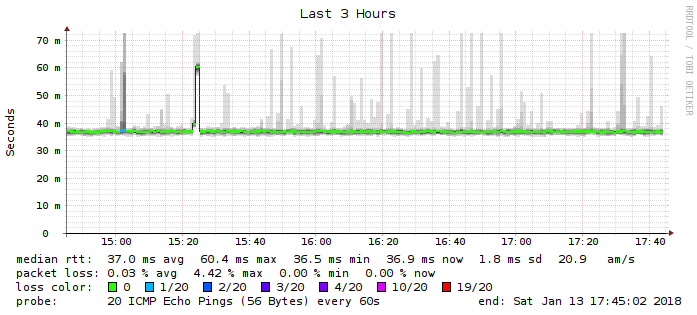 Last 3 Hours
RRDTOOL / TOBI OETIKER
Seconds
70 m
60 m
50 m
40 m
30 m
20 m
10 m
0
15:00 15:20 15:40 16:00 16:20 16:40 17:00 17:20 17:40
median rtt: 37.0 ms avg 60.4 ms max 36.5 ms min 36.9 ms now 1.8 ms sd 20.9 am/s
packet loss: 0.03 % avg 4.42 % max 0.00 % min 0.00 % now
loss color: 0 1/20 2/20 3/20 4/20 10/20 19/20
probe: 20 ICMP Echo Pings (56 Bytes) every 60s end: Sat Jan 13 17:45:02 2018